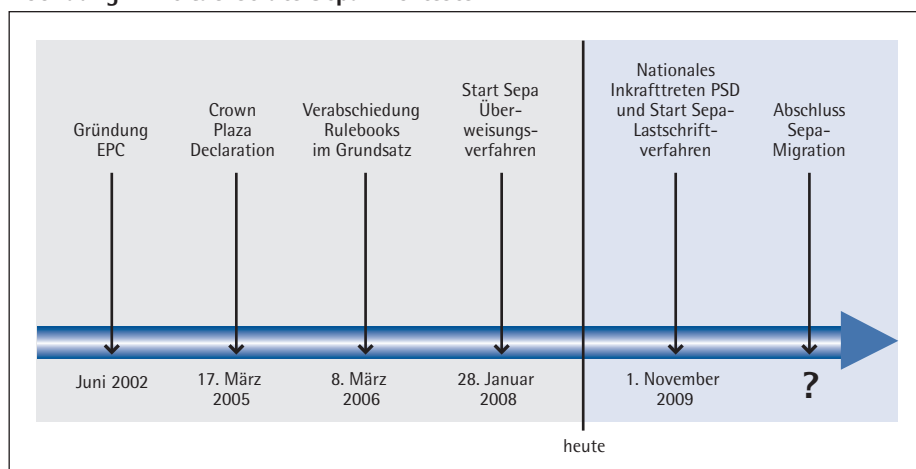 Gründung
EPC
Crown
Plaza
Declaration
Verabschiedung
Rulebooks
im Grundsatz
Start Sepa
Über-
weisungs-
verfahren
Nationales
Inkrafttreten PSD
und Start Sepa-
Lastschrift-
verfahren
Abschluss
Sepa-
Migration
Juni 2002
17. März
2005
8. März
2006
28. Januar
2008
1. November
2009
?
heute